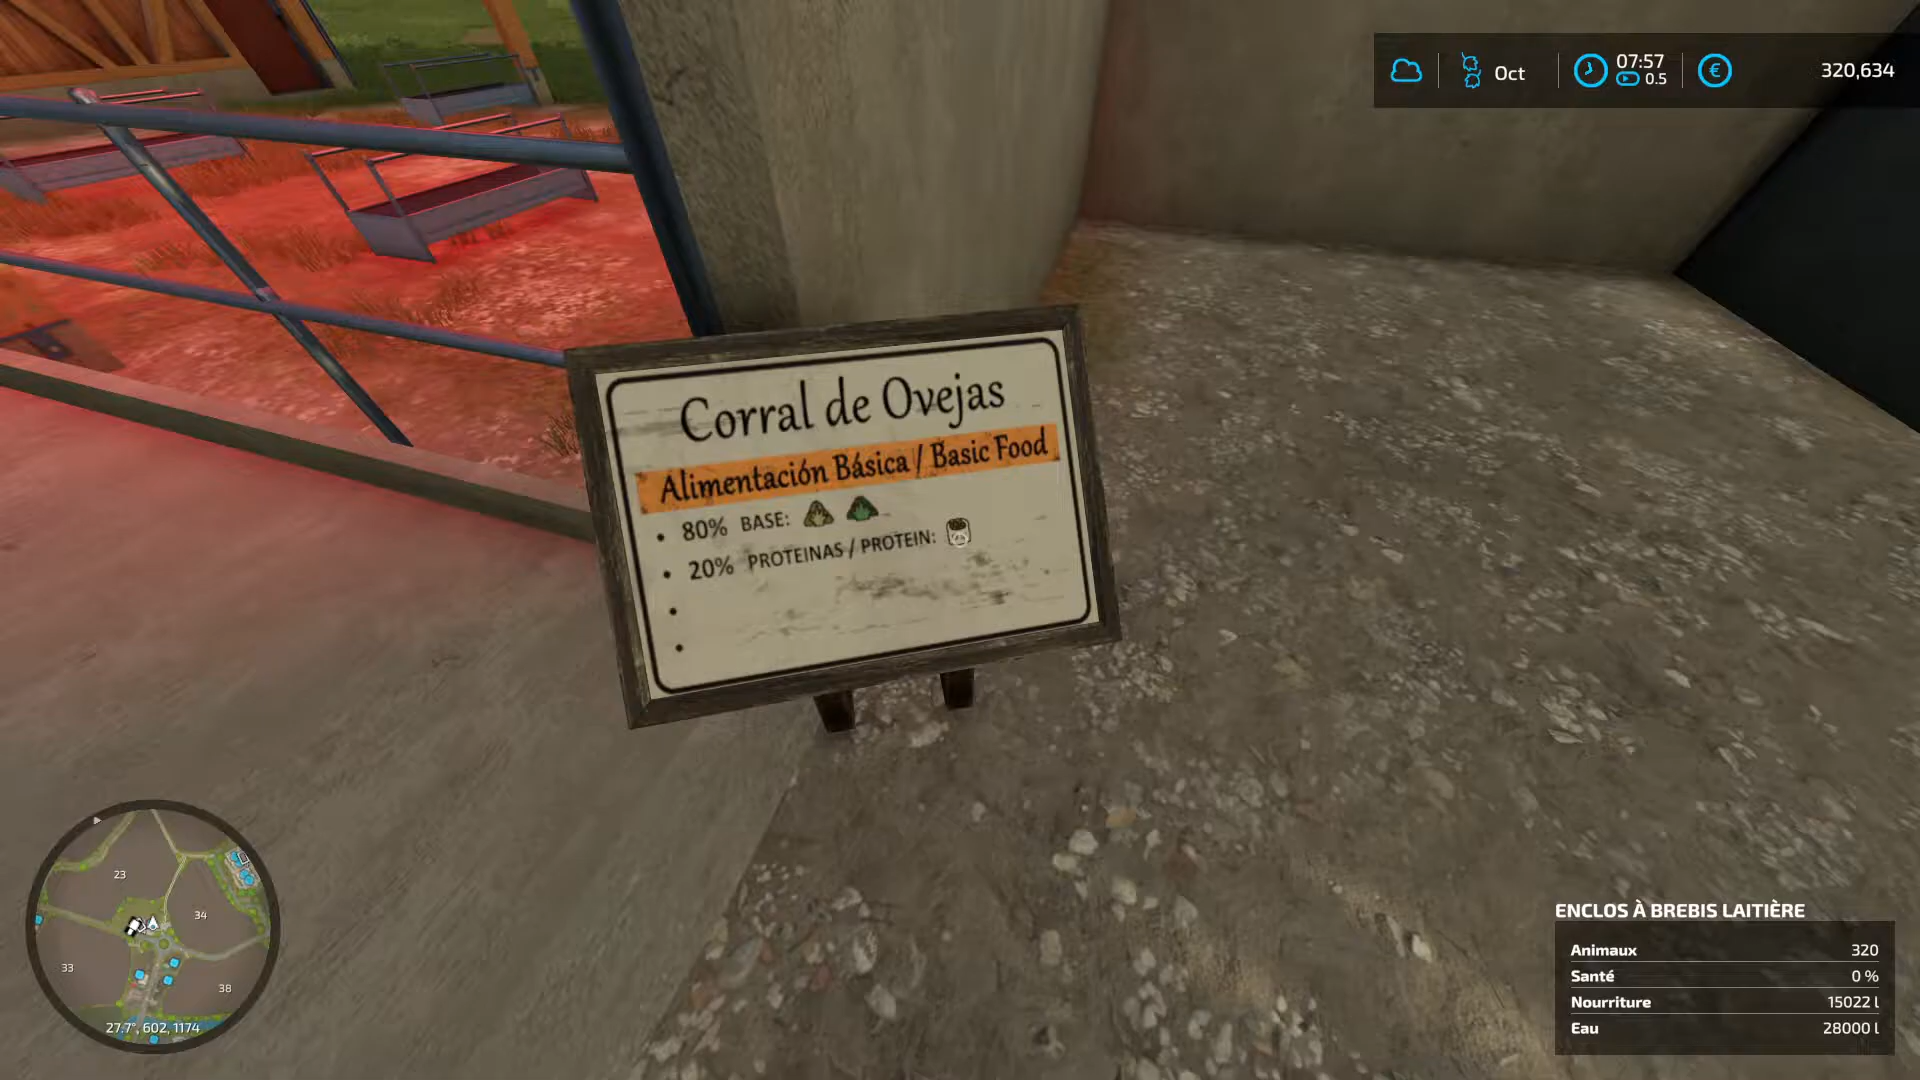 Oct
07:57
0.5
320,634
Corral de Ovejas
Alimentación Básica / Basic Food
• 80% BASE:
• 20% PROTEINAS / PROTEIN:
•
•
23
34
33
38
27.7°, 602, 1174
ENCLOS À BREBIS LAITIÈRE
Animaux 320
Santé 0 %
Nourriture 15022 l
Eau 28000 l